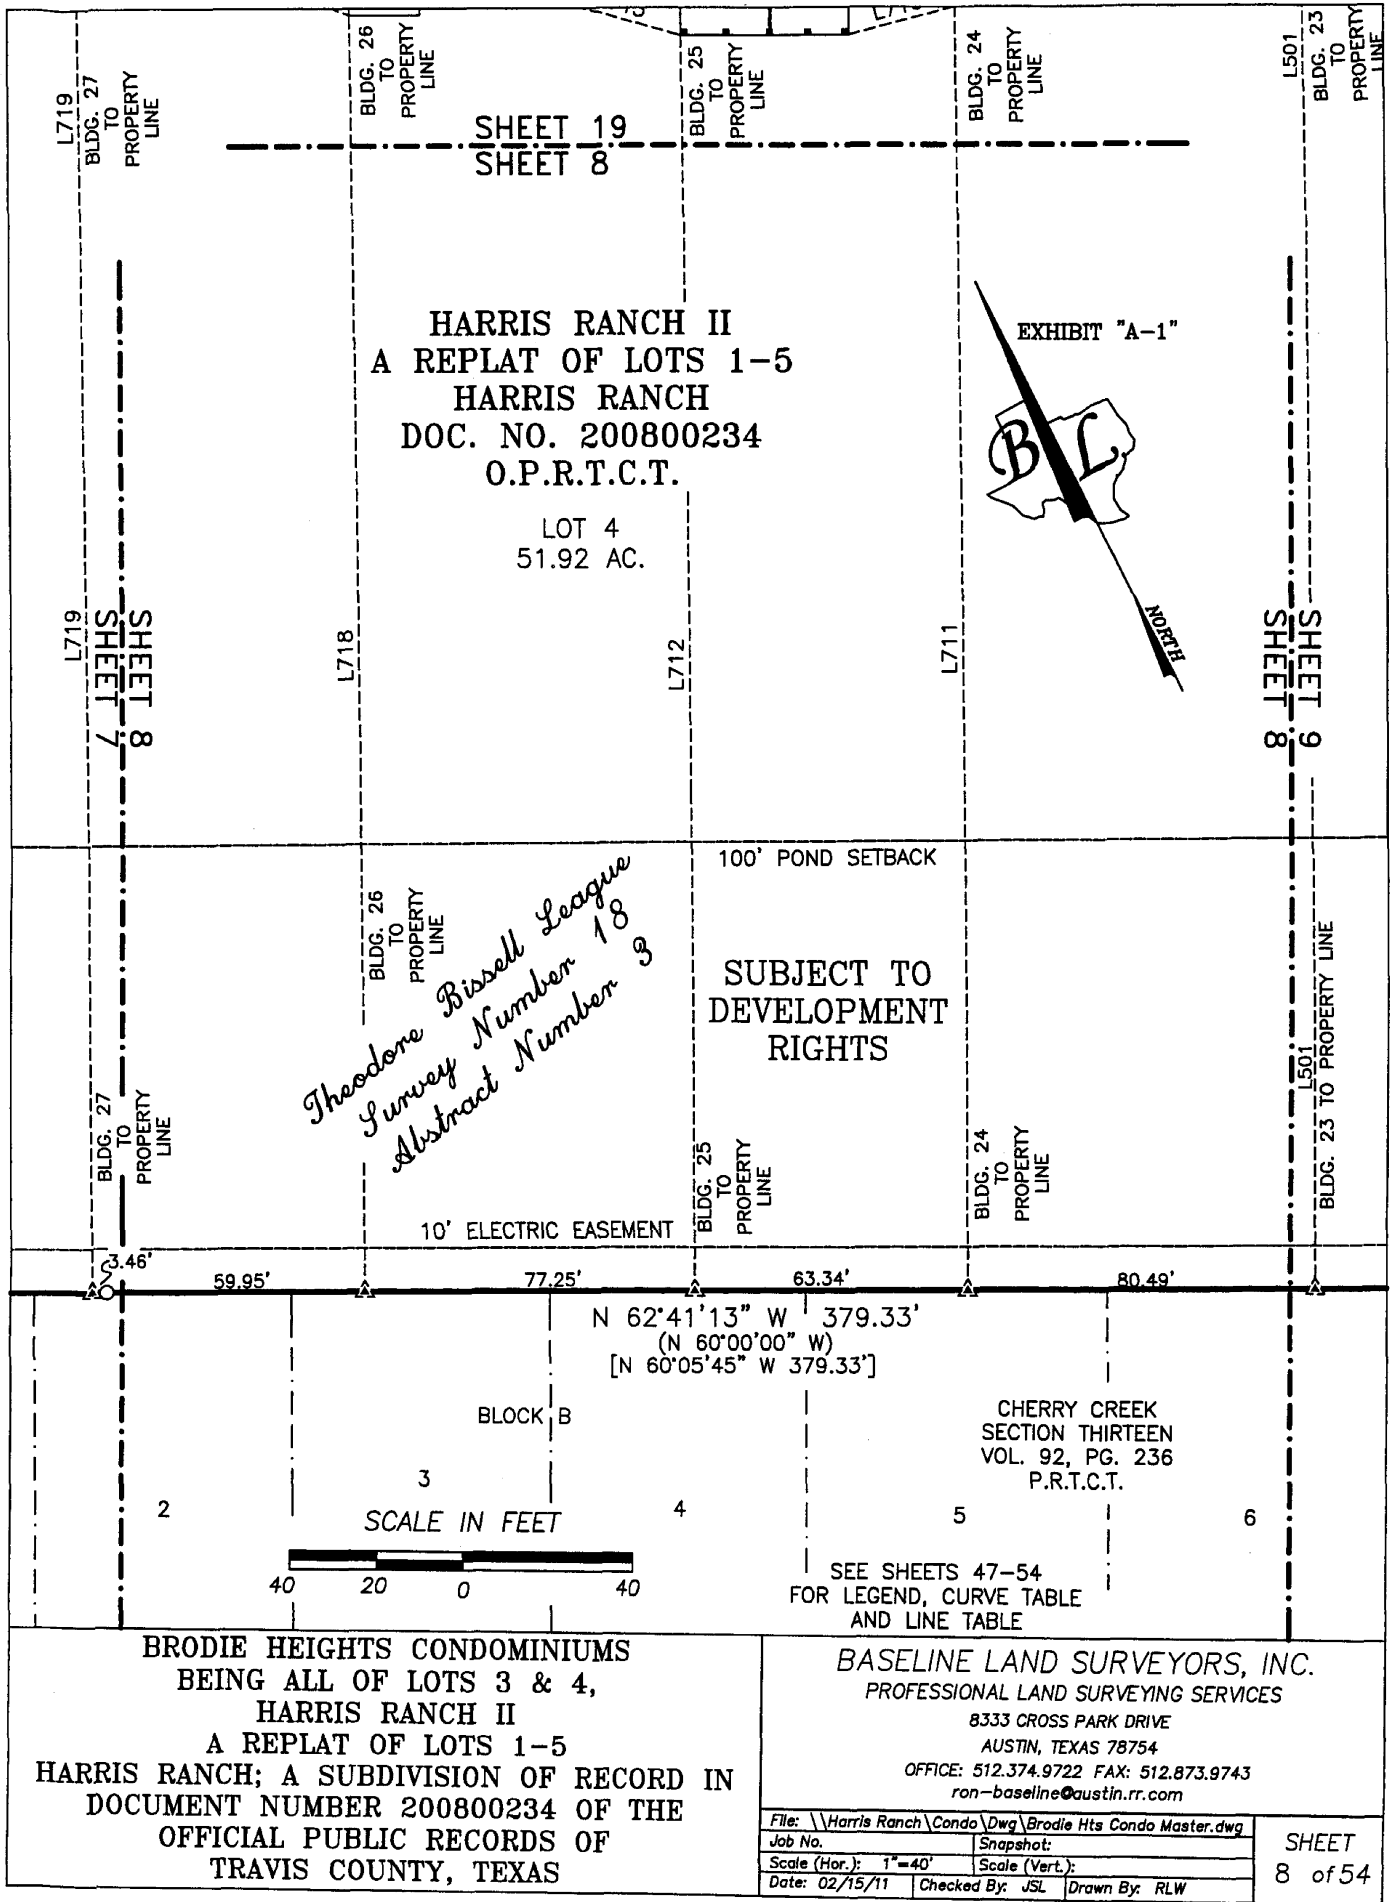 L719
BLDG. 27
TO
PROPERTY
LINE
BLDG. 26
TO
PROPERTY
LINE
BLDG. 25
TO
PROPERTY
LINE
BLDG. 24
TO
PROPERTY
LINE
L501
BLDG. 23
TO
PROPERTY
LINE
SHEET 19
SHEET 8
HARRIS RANCH II
A REPLAT OF LOTS 1-5
HARRIS RANCH
DOC. NO. 200800234
O.P.R.T.C.T.
LOT 4
51.92 AC.
EXHIBIT "A-1"
B L
NORTH
L719
SHEET 8
SHEET 7
L718
L712
L711
SHEET 9
SHEET 8
100' POND SETBACK
BLDG. 26
TO
PROPERTY
LINE
Theodore Bissell League
Survey Number 18
Abstract Number 3
SUBJECT TO
DEVELOPMENT
RIGHTS
L501
BLDG. 23 TO PROPERTY LINE
BLDG. 27
TO
PROPERTY
LINE
BLDG. 25
TO
PROPERTY
LINE
BLDG. 24
TO
PROPERTY
LINE
10' ELECTRIC EASEMENT
3.46'
59.95'
77.25'
63.34'
80.49'
N 62°41'13" W 379.33'
(N 60°00'00" W)
[N 60°05'45" W 379.33']
BLOCK B
CHERRY CREEK
SECTION THIRTEEN
VOL. 92, PG. 236
P.R.T.C.T.
2
3
4
5
6
SCALE IN FEET
40 20 0 40
SEE SHEETS 47-54
FOR LEGEND, CURVE TABLE
AND LINE TABLE
BRODIE HEIGHTS CONDOMINIUMS
BEING ALL OF LOTS 3 & 4,
HARRIS RANCH II
A REPLAT OF LOTS 1-5
HARRIS RANCH; A SUBDIVISION OF RECORD IN
DOCUMENT NUMBER 200800234 OF THE
OFFICIAL PUBLIC RECORDS OF
TRAVIS COUNTY, TEXAS
BASELINE LAND SURVEYORS, INC.
PROFESSIONAL LAND SURVEYING SERVICES
8333 CROSS PARK DRIVE
AUSTIN, TEXAS 78754
OFFICE: 512.374.9722 FAX: 512.873.9743
ron-baseline@austin.rr.com
File: \\Harris Ranch\Condo\Dwg\Brodie Hts Condo Master.dwg
Job No. Snapshot:
Scale (Hor.): 1"=40' Scale (Vert.):
Date: 02/15/11 Checked By: JSL Drawn By: RLW
SHEET
8 of 54